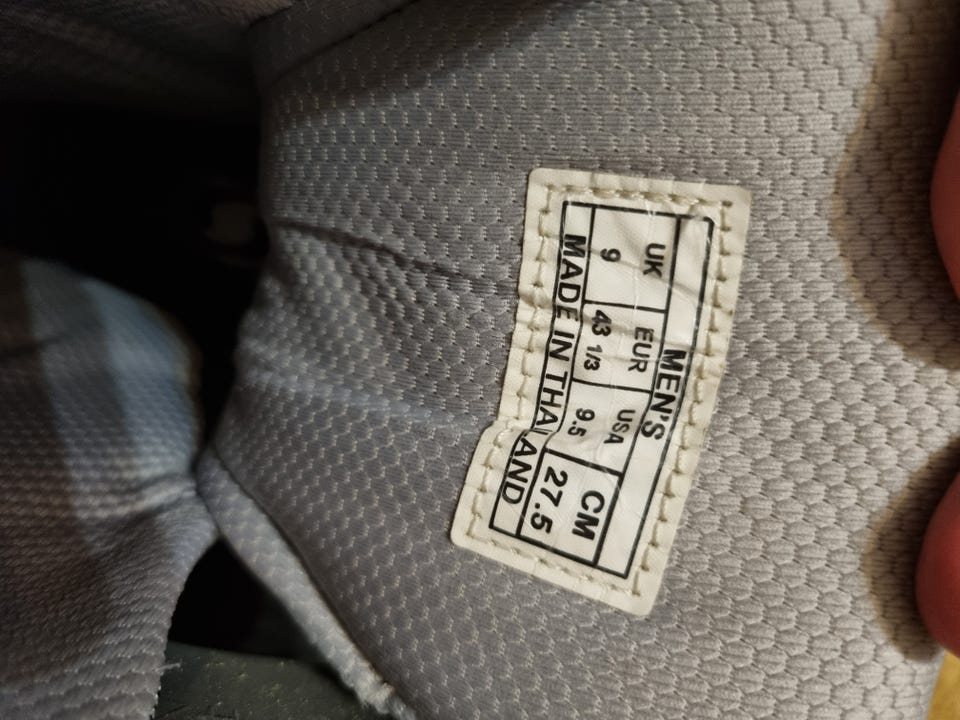 MEN'S
UK EUR USA CM
9 43 1/3 9.5 27.5
MADE IN THAILAND